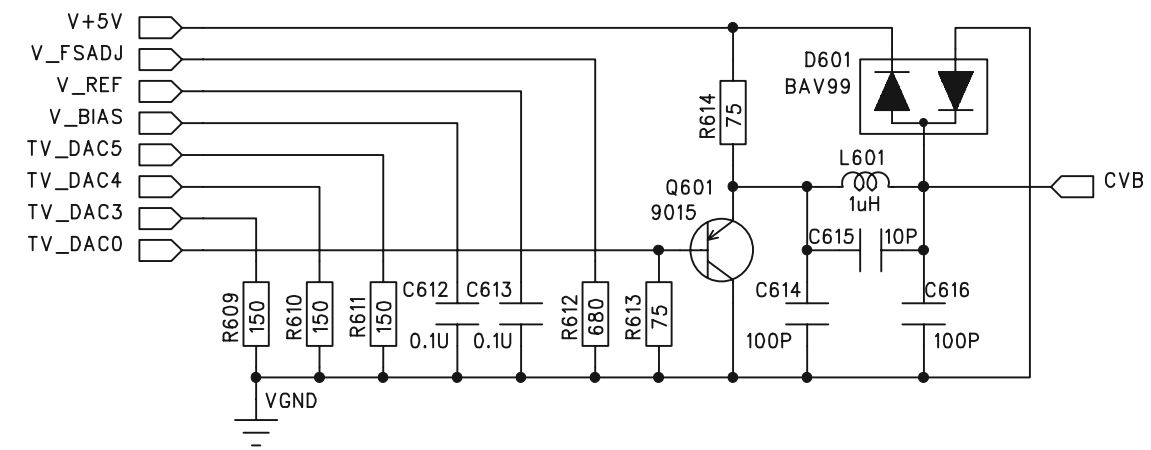 V+5V
V_FSADJ
V_REF
V_BIAS
TV_DAC5
TV_DAC4
TV_DAC3
TV_DAC0
R609
150
R610
150
R611
150
C612
0.1U
C613
0.1U
R612
680
R613
75
VGND
R614
75
Q601
9015
D601
BAV99
L601
1uH
C615
10P
C614
100P
C616
100P
CVB